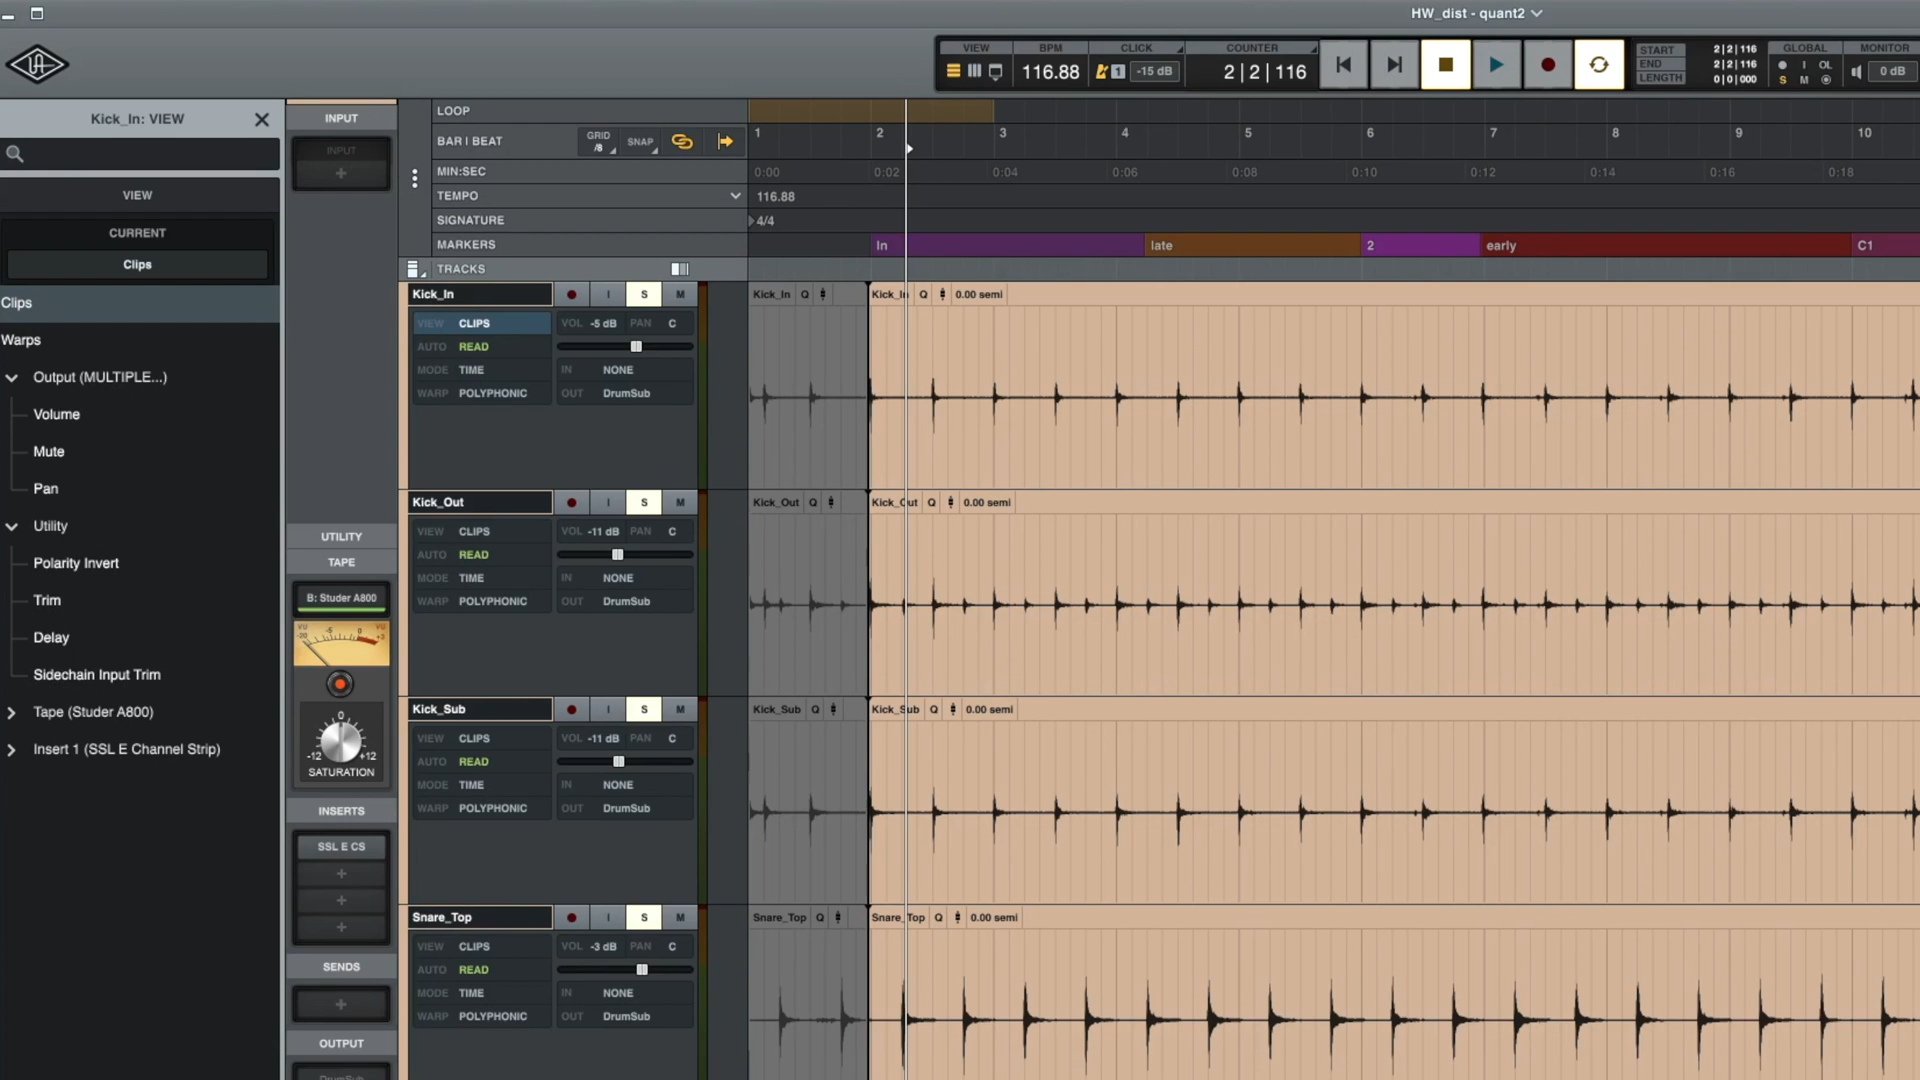 HW_dist - quant2
VIEW BPM CLICK COUNTER
116.88 1 -15 dB 2 | 2 | 116
START 2 | 2 | 116
END 2 | 2 | 116
LENGTH 0 | 0 | 000
GLOBAL MONITOR
I OL
S M
0 dB
Kick_In: VIEW
VIEW
CURRENT
Clips
Clips
Warps
Output (MULTIPLE...)
Volume
Mute
Pan
Utility
Polarity Invert
Trim
Delay
Sidechain Input Trim
Tape (Studer A800)
Insert 1 (SSL E Channel Strip)
INPUT
INPUT
+
UTILITY
TAPE
B: Studer A800
VU VU
-20 -5 0 +3
0
-12 +12
SATURATION
INSERTS
SSL E CS
+
+
+
SENDS
+
OUTPUT
DrumSub
LOOP
BAR | BEAT GRID /8 SNAP 1 2 3 4 5 6 7 8 9 10
MIN:SEC 0:00 0:02 0:04 0:06 0:08 0:10 0:12 0:14 0:16 0:18
TEMPO 116.88
SIGNATURE 4/4
MARKERS In late 2 early C1
TRACKS
Kick_In I S M Kick_In Q Kick_In Q 0.00 semi
VIEW CLIPS VOL -5 dB PAN C
AUTO READ
MODE TIME IN NONE
WARP POLYPHONIC OUT DrumSub
Kick_Out I S M Kick_Out Q Kick_Out Q 0.00 semi
VIEW CLIPS VOL -11 dB PAN C
AUTO READ
MODE TIME IN NONE
WARP POLYPHONIC OUT DrumSub
Kick_Sub I S M Kick_Sub Q Kick_Sub Q 0.00 semi
VIEW CLIPS VOL -11 dB PAN C
AUTO READ
MODE TIME IN NONE
WARP POLYPHONIC OUT DrumSub
Snare_Top I S M Snare_Top Q Snare_Top Q 0.00 semi
VIEW CLIPS VOL -3 dB PAN C
AUTO READ
MODE TIME IN NONE
WARP POLYPHONIC OUT DrumSub